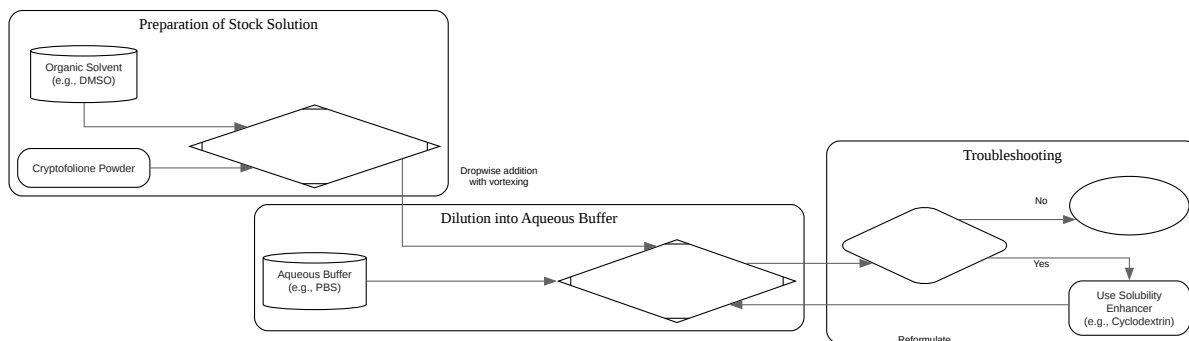 Preparation of Stock Solution
Organic Solvent
(e.g., DMSO)
Cryptofolione Powder
Dropwise addition
with vortexing
Dilution into Aqueous Buffer
Aqueous Buffer
(e.g., PBS)
Troubleshooting
No
Yes
Use Solubility
Enhancer
(e.g., Cyclodextrin)
Reformulate